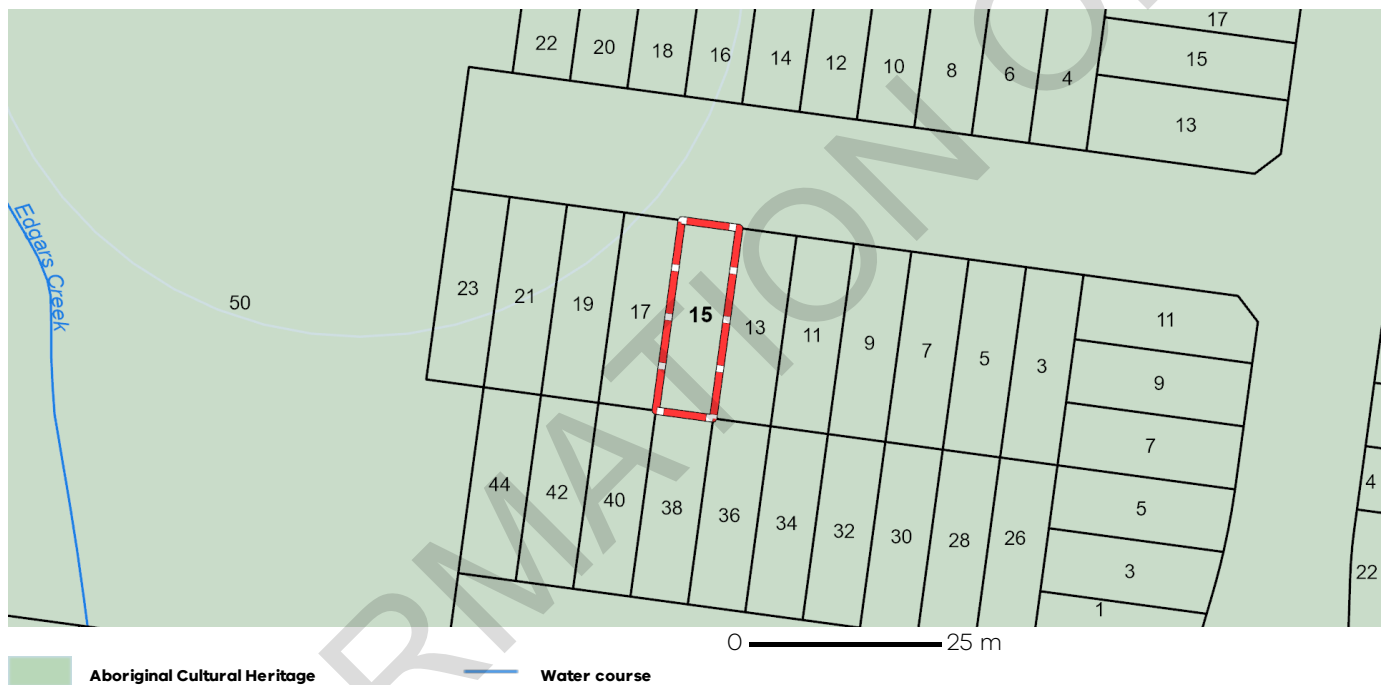 22 20 18 16 14 12 10 8 6 4 17
15
13
Edgars Creek
50
23 21 19 17 15 13 11 9 7 5 3 11
9
7
44 42 40 38 36 34 32 30 28 26 5
3
1
4
22
RMATION O
0 25 m
Aboriginal Cultural Heritage Water course